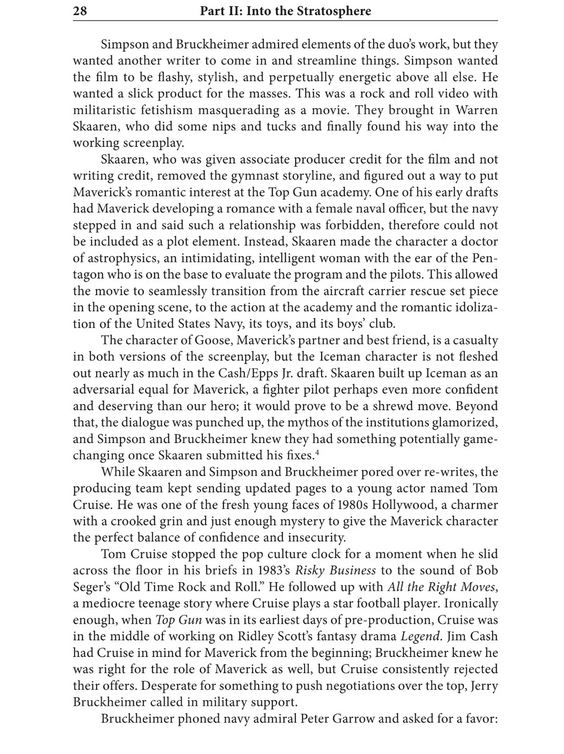 28
Part II: Into the Stratosphere
Simpson and Bruckheimer admired elements of the duo's work, but they
wanted another writer to come in and streamline things. Simpson wanted
the film to be flashy, stylish, and perpetually energetic above all else. He
wanted a slick product for the masses. This was a rock and roll video with
militaristic fetishism masquerading as a movie. They brought in Warren
Skaaren, who did some nips and tucks and finally found his way into the
working screenplay.
Skaaren, who was given associate producer credit for the film and not
writing credit, removed the gymnast storyline, and figured out a way to put
Maverick's romantic interest at the Top Gun academy. One of his early drafts
had Maverick developing a romance with a female naval officer, but the navy
stepped in and said such a relationship was forbidden, therefore could not
be included as a plot element. Instead, Skaaren made the character a doctor
of astrophysics, an intimidating, intelligent woman with the ear of the Pen-
tagon who is on the base to evaluate the program and the pilots. This allowed
the movie to seamlessly transition from the aircraft carrier rescue set piece
in the opening scene, to the action at the academy and the romantic idoliza-
tion of the United States Navy, its toys, and its boys' club.
The character of Goose, Maverick's partner and best friend, is a casualty
in both versions of the screenplay, but the Iceman character is not fleshed
out nearly as much in the Cash/Epps Jr. draft. Skaaren built up Iceman as an
adversarial equal for Maverick, a fighter pilot perhaps even more confident
and deserving than our hero; it would prove to be a shrewd move. Beyond
that, the dialogue was punched up, the mythos of the institutions glamorized,
and Simpson and Bruckheimer knew they had something potentially game-
changing once Skaaren submitted his fixes.4
While Skaaren and Simpson and Bruckheimer pored over re-writes, the
producing team kept sending updated pages to a young actor named Tom
Cruise. He was one of the fresh young faces of 1980s Hollywood, a charmer
with a crooked grin and just enough mystery to give the Maverick character
the perfect balance of confidence and insecurity.
Tom Cruise stopped the pop culture clock for a moment when he slid
across the floor in his briefs in 1983's Risky Business to the sound of Bob
Seger's "Old Time Rock and Roll." He followed up with All the Right Moves,
a mediocre teenage story where Cruise plays a star football player. Ironically
enough, when Top Gun was in its earliest days of pre-production, Cruise was
in the middle of working on Ridley Scott's fantasy drama Legend. Jim Cash
had Cruise in mind for Maverick from the beginning; Bruckheimer knew he
was right for the role of Maverick as well, but Cruise consistently rejected
their offers. Desperate for something to push negotiations over the top, Jerry
Bruckheimer called in military support.
Bruckheimer phoned navy admiral Peter Garrow and asked for a favor: